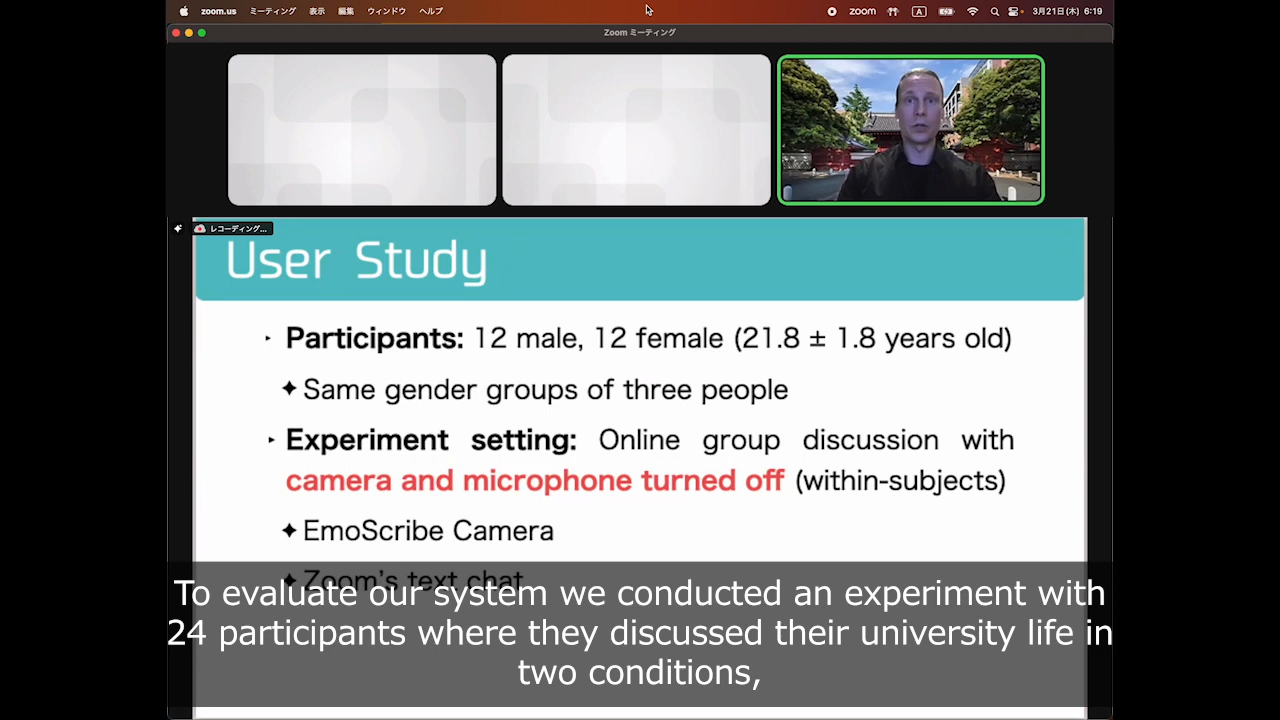 zoom.us ミーティング 表示 編集 ウィンドウ ヘルプ zoom A 3月21日(木) 6:19
Zoom ミーティング
レコーディング...
User Study
‣ Participants: 12 male, 12 female (21.8 ± 1.8 years old)
✦ Same gender groups of three people
‣ Experiment setting: Online group discussion with
camera and microphone turned off (within-subjects)
✦ EmoScribe Camera
✦ Zoom's text chat
To evaluate our system we conducted an experiment with
24 participants where they discussed their university life in
two conditions,